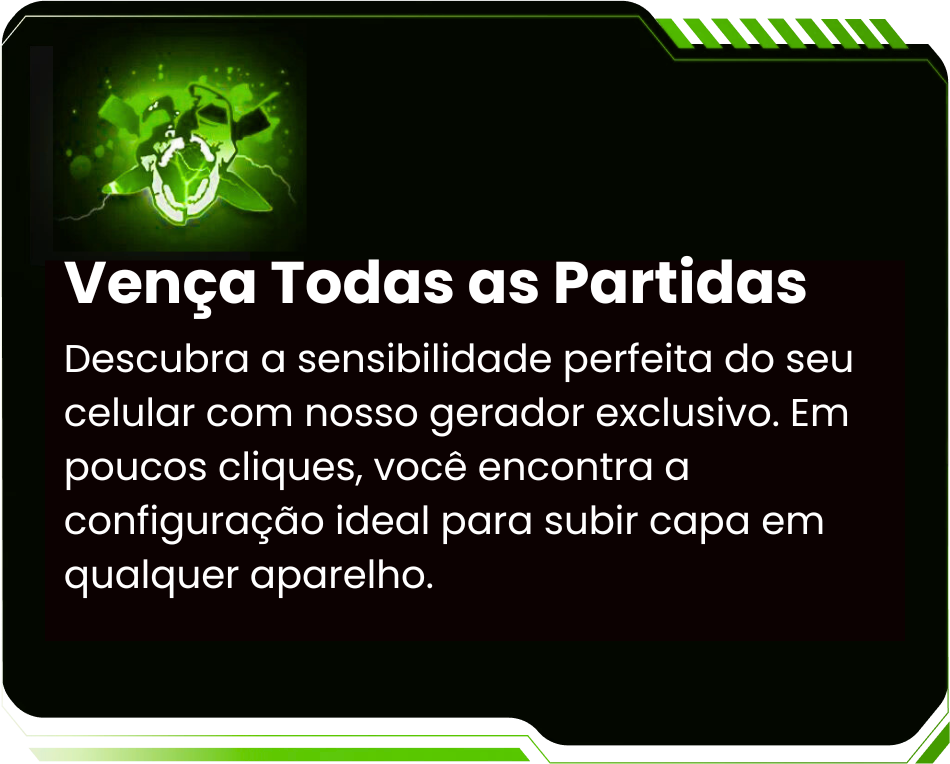 Vença Todas as Partidas
Descubra a sensibilidade perfeita do seu
celular com nosso gerador exclusivo. Em
poucos cliques, você encontra a
configuração ideal para subir capa em
qualquer aparelho.